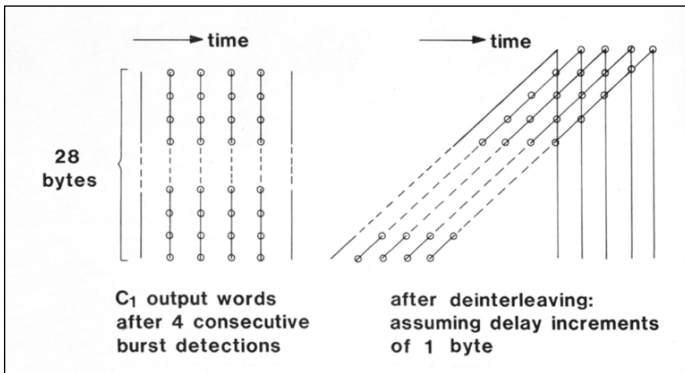 time
time
28
bytes
C₁ output words
after 4 consecutive
burst detections
after deinterleaving:
assuming delay increments
of 1 byte